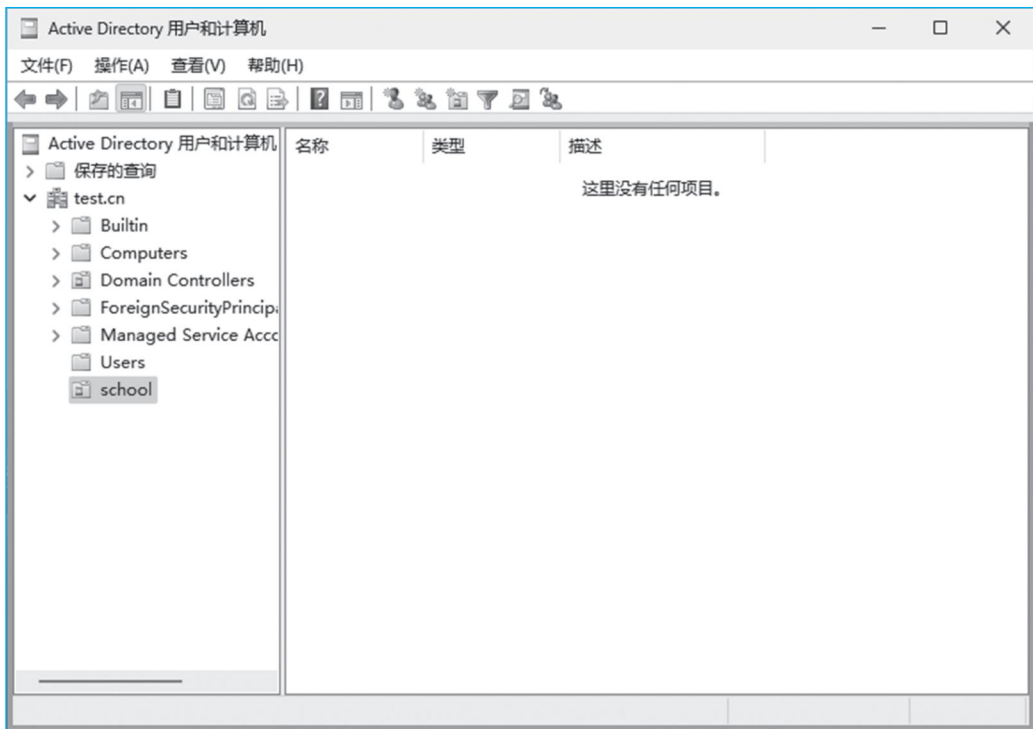 Active Directory 用户和计算机
文件(F) 操作(A) 查看(V) 帮助(H)
Active Directory 用户和计算机
保存的查询
test.cn
Builtin
Computers
Domain Controllers
ForeignSecurityPrincip
Managed Service Acc
Users
school
名称 类型 描述
这里没有任何项目。